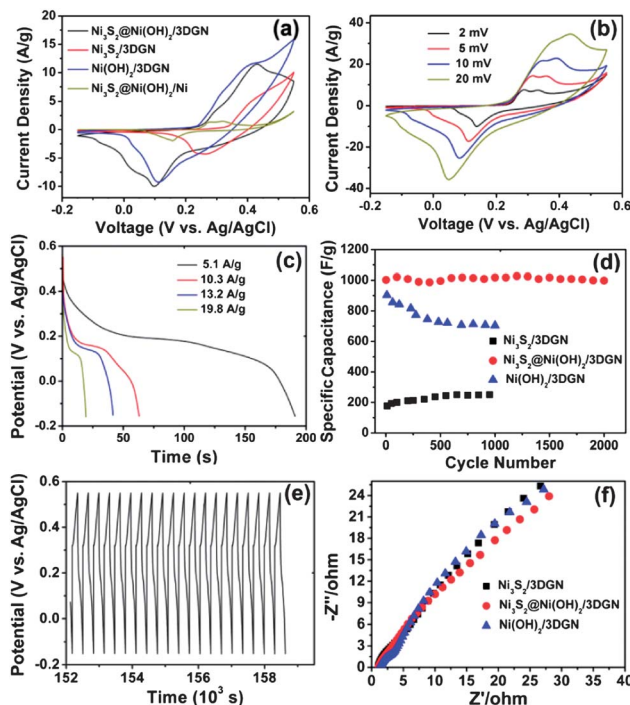 (a)
Ni₃S₂@Ni(OH)₂/3DGN
Ni₃S₂/3DGN
Ni(OH)₂/3DGN
Ni₃S₂@Ni(OH)₂/Ni
Current Density (A/g)
15
10
5
0
-5
-10
0.0
0.2
0.4
0.6
Voltage (V vs. Ag/AgCl)
(b)
2 mV
5 mV
10 mV
20 mV
Current Density (A/g)
40
20
0
-20
-40
0.0
0.2
0.4
0.6
Voltage (V vs. Ag/AgCl)
(c)
5.1 A/g
10.3 A/g
13.2 A/g
19.8 A/g
Potential (V vs. Ag/AgCl)
0.6
0.4
0.2
0.0
-0.2
0
50
100
150
200
Time (s)
(d)
Ni₃S₂/3DGN
Ni₃S₂@Ni(OH)₂/3DGN
Ni(OH)₂/3DGN
Specific Capacitance (F/g)
1400
1200
1000
800
600
400
200
0
0
500
1000
1500
2000
Cycle Number
(e)
Potential (V vs. Ag/AgCl)
0.6
0.4
0.2
0.0
-0.2
152
154
156
158
Time (10³ s)
(f)
Ni₃S₂/3DGN
Ni₃S₂@Ni(OH)₂/3DGN
Ni(OH)₂/3DGN
-Z''/ohm
24
21
18
15
12
9
6
3
0
0
5
10
15
20
25
30
35
40
Z'/ohm